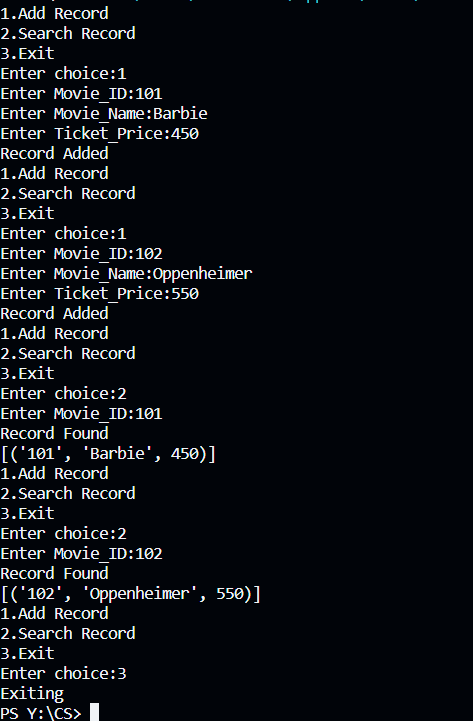 1.Add Record
2.Search Record
3.Exit
Enter choice:1
Enter Movie_ID:101
Enter Movie_Name:Barbie
Enter Ticket_Price:450
Record Added
1.Add Record
2.Search Record
3.Exit
Enter choice:1
Enter Movie_ID:102
Enter Movie_Name:Oppenheimer
Enter Ticket_Price:550
Record Added
1.Add Record
2.Search Record
3.Exit
Enter choice:2
Enter Movie_ID:101
Record Found
[('101', 'Barbie', 450)]
1.Add Record
2.Search Record
3.Exit
Enter choice:2
Enter Movie_ID:102
Record Found
[('102', 'Oppenheimer', 550)]
1.Add Record
2.Search Record
3.Exit
Enter choice:3
Exiting
PS Y:\CS>